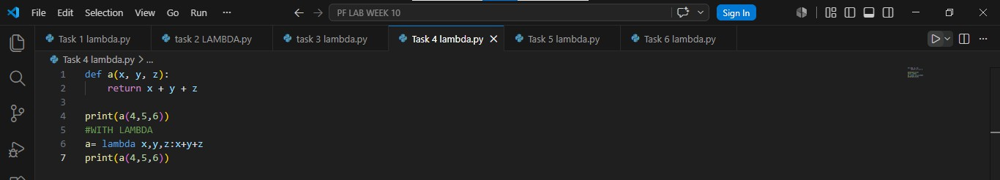 File Edit Selection View Go Run ··· PF LAB WEEK 10 Sign In
Task 1 lambda.py task 2 LAMBDA.py task 3 lambda.py Task 4 lambda.py Task 5 lambda.py Task 6 lambda.py
Task 4 lambda.py > ...
1 def a(x, y, z):
2 return x + y + z
3
4 print(a(4,5,6))
5 #WITH LAMBDA
6 a= lambda x,y,z:x+y+z
7 print(a(4,5,6))